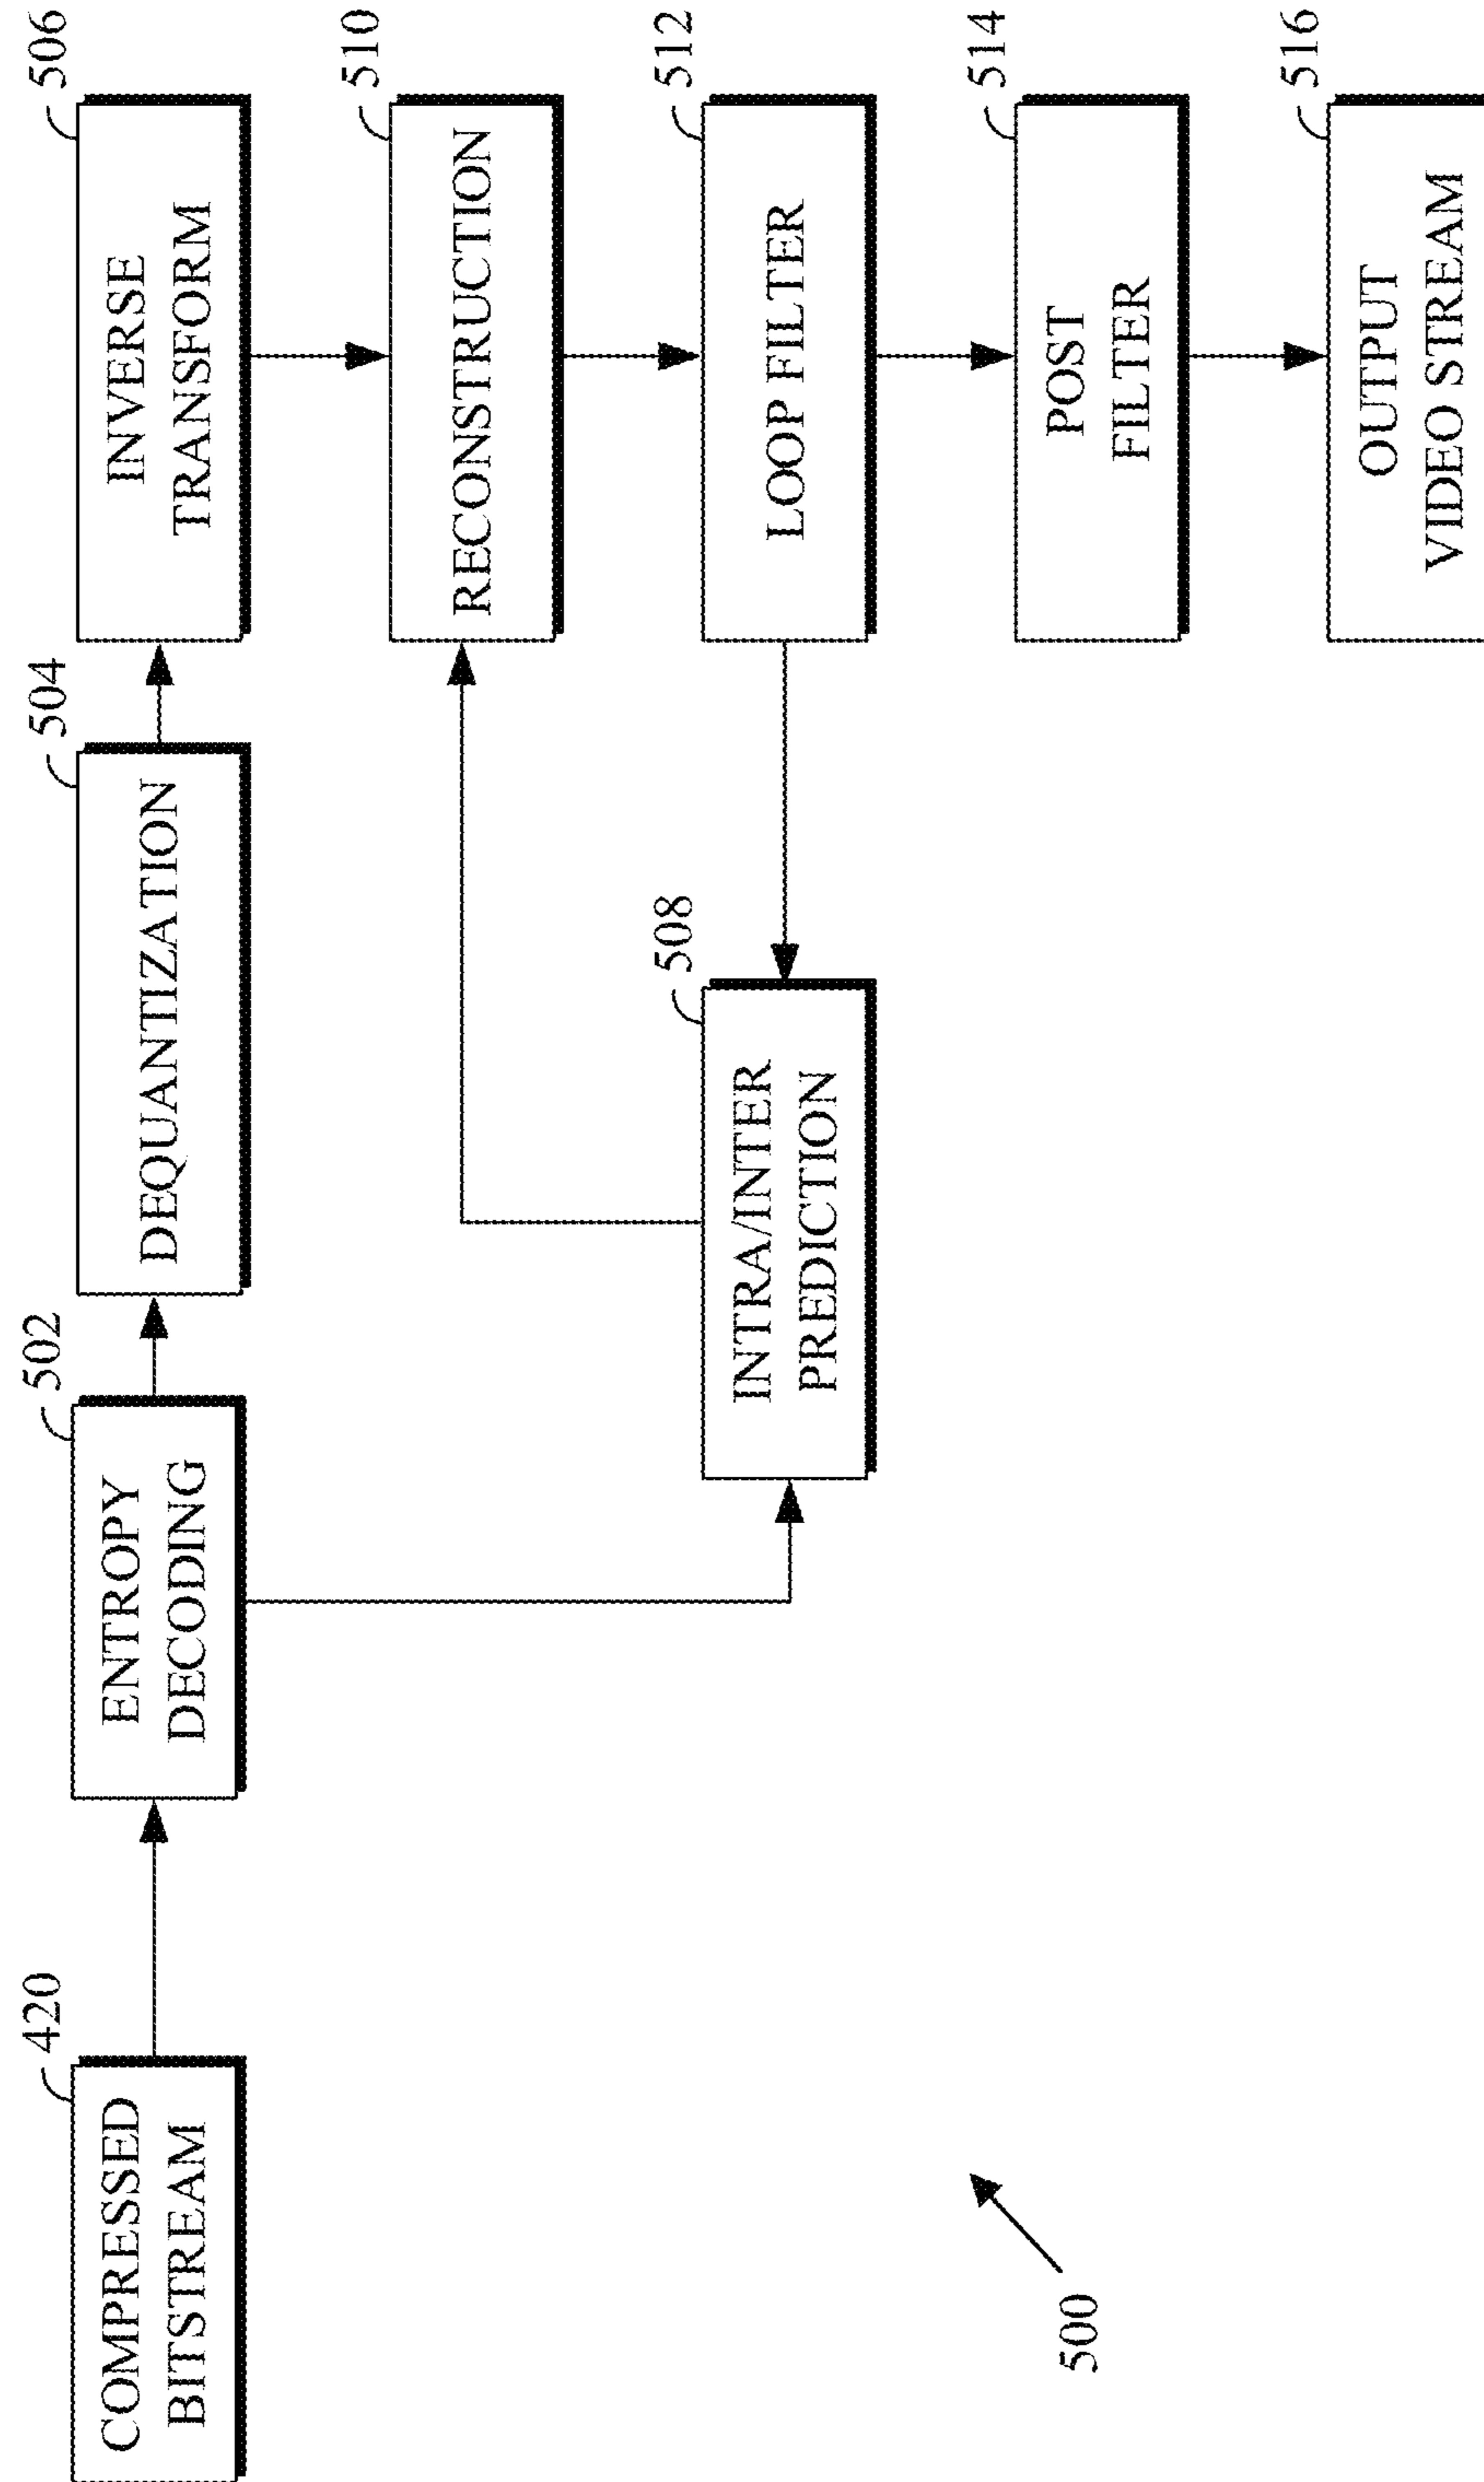 420
COMPRESSED
BITSTREAM
502
ENTROPY
DECODING
504
DEQUANTIZATION
506
INVERSE
TRANSFORM
510
RECONSTRUCTION
508
INTRA/INTER
PREDICTION
512
LOOP FILTER
514
POST
FILTER
516
OUTPUT
VIDEO STREAM
500